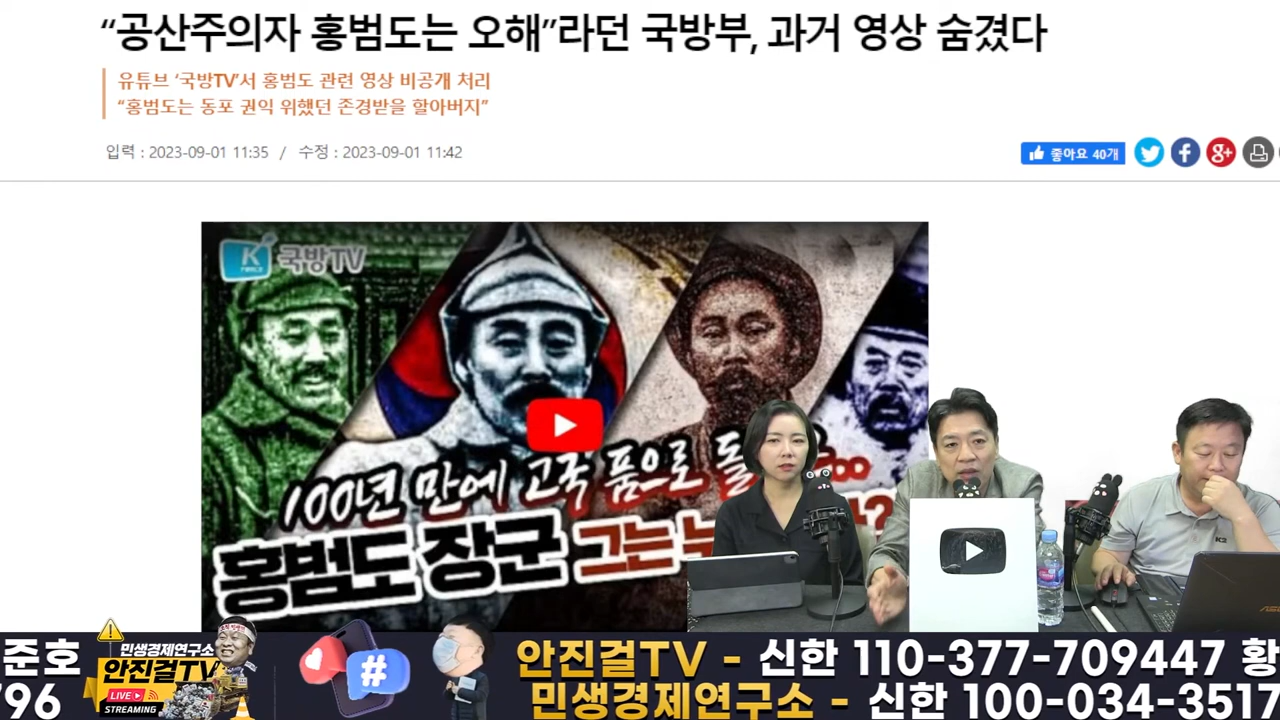 “공산주의자 홍범도는 오해”라던 국방부, 과거 영상 숨겼다
유튜브 ‘국방TV’서 홍범도 관련 영상 비공개 처리
“홍범도는 동포 권익 위했던 존경받을 할아버지”
입력 : 2023-09-01 11:35 / 수정 : 2023-09-01 11:42
좋아요 40개
국방TV
100년 만에 고국 품으로
홍범도 장군 그는
준호
796
민생경제연구소
안진걸TV
LIVE
STREAMING
#
안진걸TV - 신한 110-377-709447 황
민생경제연구소 - 신한 100-034-3517